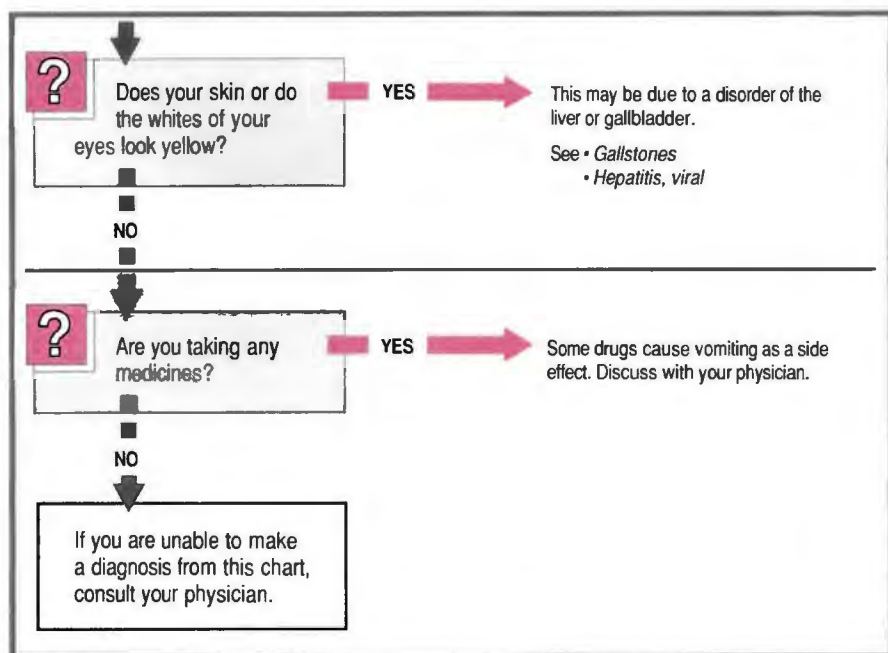 ?
Does your skin or do
the whites of your
eyes look yellow?
YES
This may be due to a disorder of the
liver or gallbladder.
See • Gallstones
• Hepatitis, viral
NO
?
Are you taking any
medicines?
YES
Some drugs cause vomiting as a side
effect. Discuss with your physician.
NO
If you are unable to make
a diagnosis from this chart,
consult your physician.